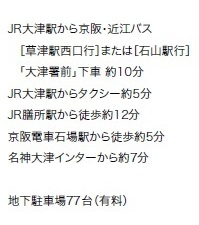 JR大津駅から京阪・近江バス
［草津駅西口行］または［石山駅行］
「大津署前」下車 約10分
JR大津駅からタクシー約5分
JR膳所駅から徒歩約12分
京阪電車石場駅から徒歩約5分
名神大津インターから約7分
地下駐車場77台（有料）